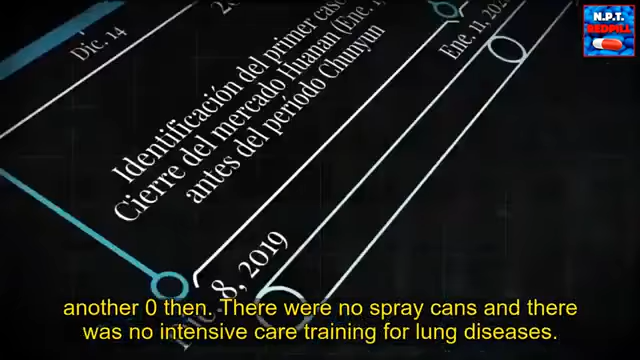 N.P.T.
REDPILL
Dic. 14
Ene. 11, 202
Identificación del primer caso
Cierre del mercado Huanan (Ene. 1)
antes del período Chunyun
8, 2019
another 0 then. There were no spray cans and there
was no intensive care training for lung diseases.